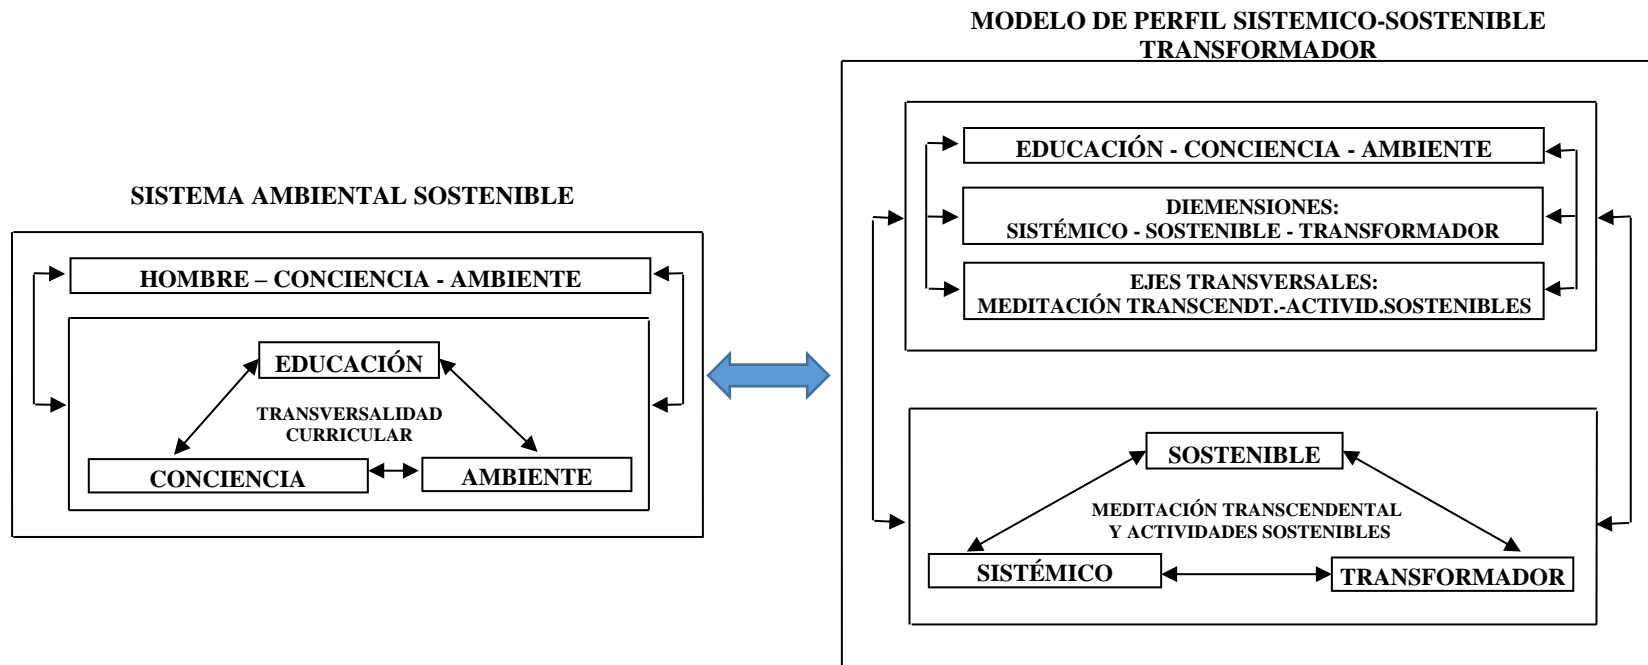 MODELO DE PERFIL SISTEMICO-SOSTENIBLE
TRANSFORMADOR
EDUCACIÓN - CONCIENCIA - AMBIENTE
DIEMENSIONES:
SISTÉMICO - SOSTENIBLE - TRANSFORMADOR
EJES TRANSVERSALES:
MEDITACIÓN TRANSCENDT.-ACTIVID.SOSTENIBLES
SOSTENIBLE
MEDITACIÓN TRANSCENDENTAL
Y ACTIVIDADES SOSTENIBLES
SISTÉMICO
TRANSFORMADOR
SISTEMA AMBIENTAL SOSTENIBLE
HOMBRE – CONCIENCIA - AMBIENTE
EDUCACIÓN
TRANSVERSALIDAD
CURRICULAR
CONCIENCIA
AMBIENTE